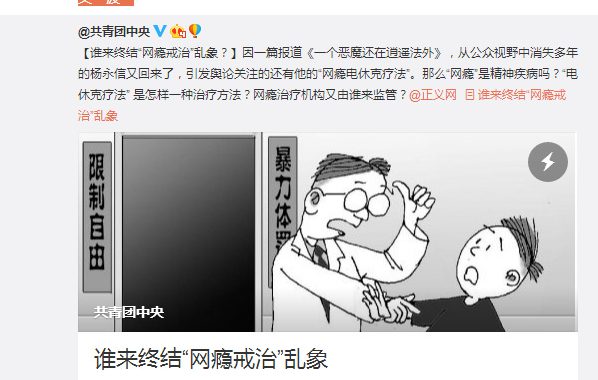 @共青团中央
【谁来终结“网瘾戒治”乱象？】因一篇报道《一个恶魔还在逍遥法外》，从公众视野中消失多年
的杨永信又回来了，引发舆论关注的还有他的“网瘾电休克疗法”。那么“网瘾”是精神疾病吗？“电
休克疗法” 是怎样一种治疗方法？网瘾治疗机构又由谁来监管？@正义网 谁来终结“网瘾戒
治”乱象
限制自由
暴力体罚
共青团中央
谁来终结“网瘾戒治”乱象